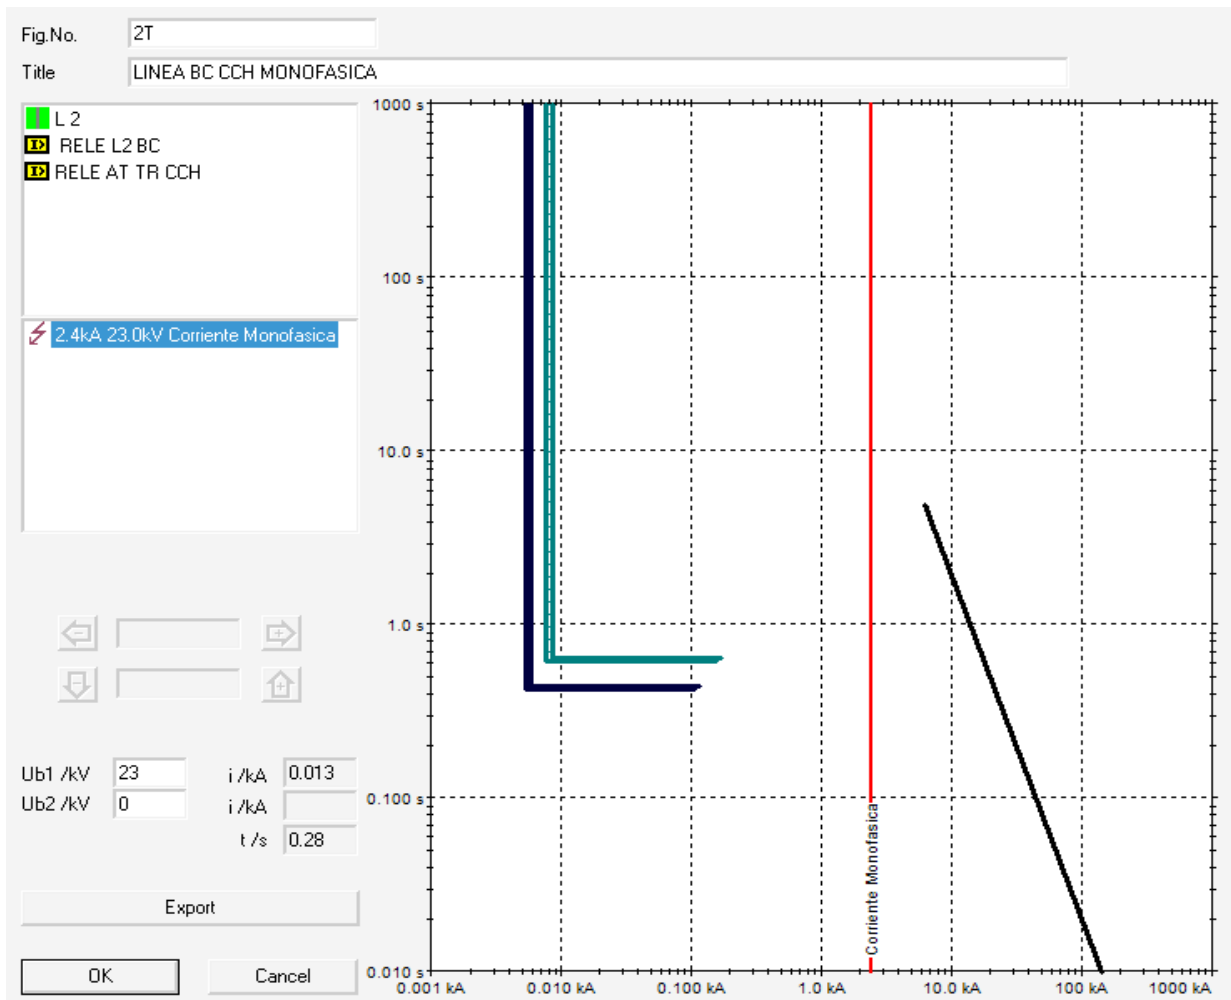 Fig.No. 2T
Title LINEA BC CCH MONOFASICA
L 2
RELE L2 BC
RELE AT TR CCH
2.4kA 23.0kV Corriente Monofasica
Ub1 /kV 23 i /kA 0.013
Ub2 /kV 0 i /kA
t /s 0.28
Export
OK Cancel
1000 s
100 s
10.0 s
1.0 s
0.100 s
0.010 s
0.001 kA 0.010 kA 0.100 kA 1.0 kA 10.0 kA 100 kA 1000 kA
Corriente Monofasica